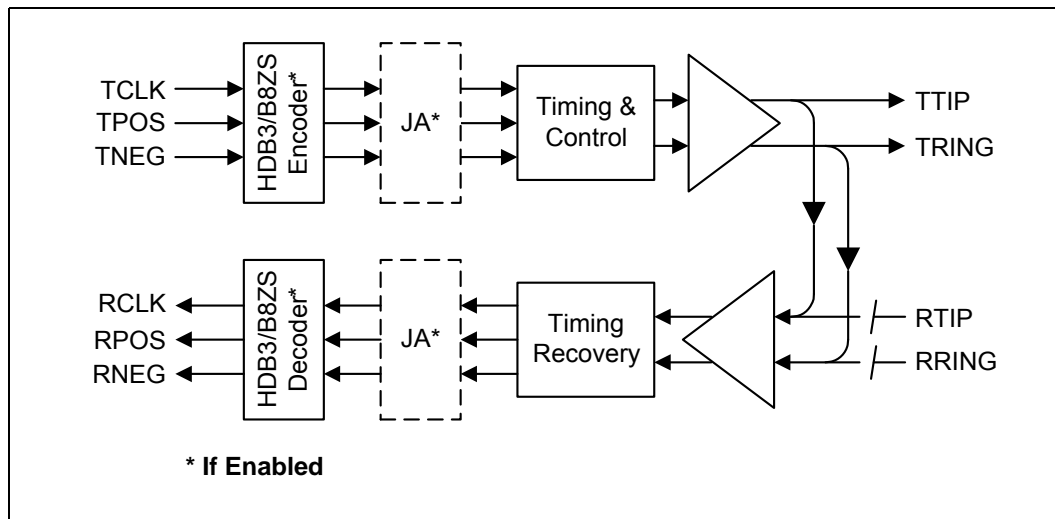 TCLK
TPOS
TNEG
HDB3/B8ZS
Encoder*
JA*
Timing &
Control
TTIP
TRING
RCLK
RPOS
RNEG
HDB3/B8ZS
Decoder*
JA*
Timing
Recovery
RTIP
RRING
* If Enabled